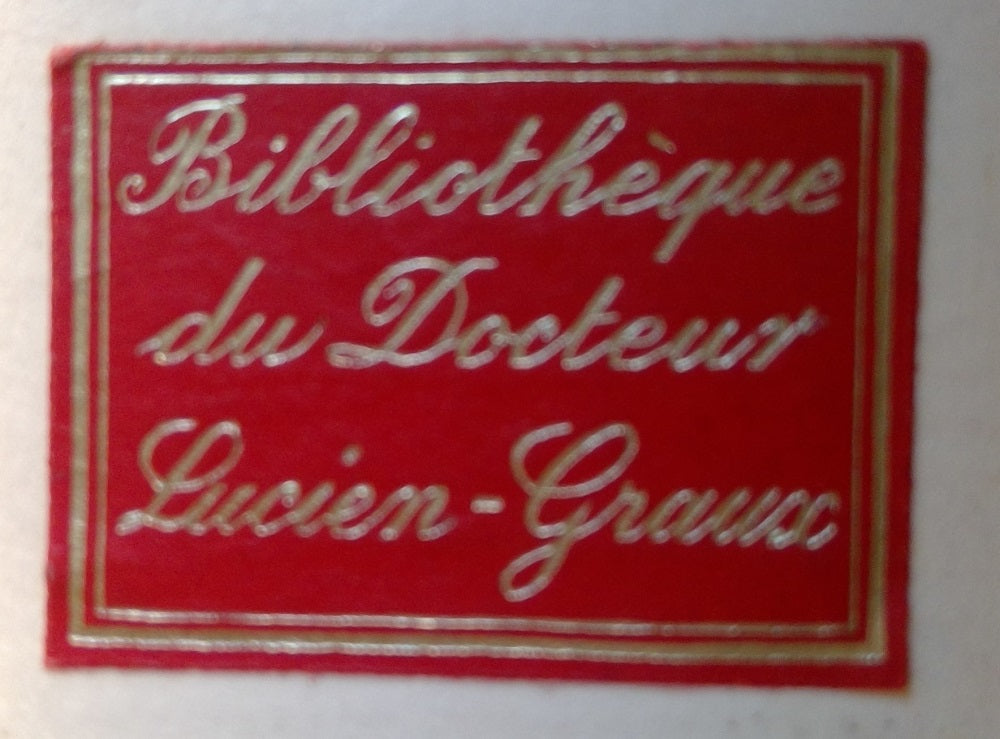 Bibliothèque
du Docteur
Lucien-Graux